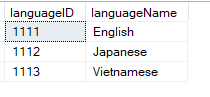 languageID languageName
1111 English
1112 Japanese
1113 Vietnamese